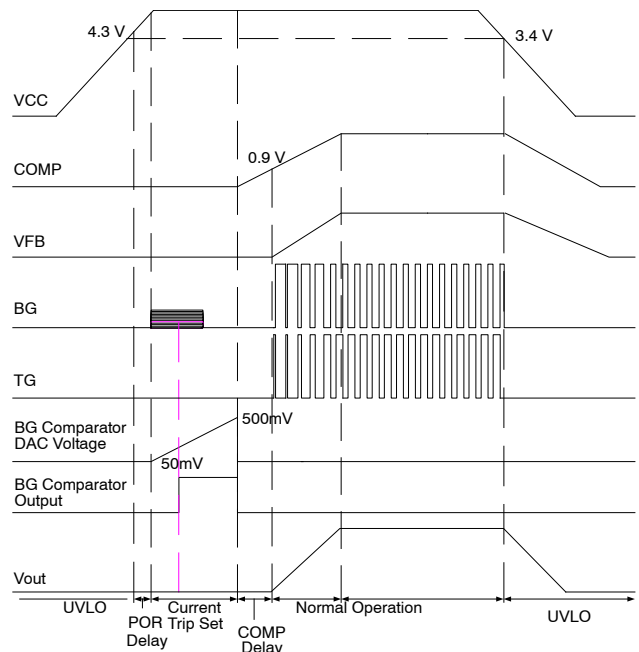 4.3 V
3.4 V
VCC
0.9 V
COMP
VFB
BG
TG
BG Comparator
DAC Voltage
500mV
50mV
BG Comparator
Output
Vout
UVLO
POR
Delay
Current
Trip Set
COMP
Delay
Normal Operation
UVLO